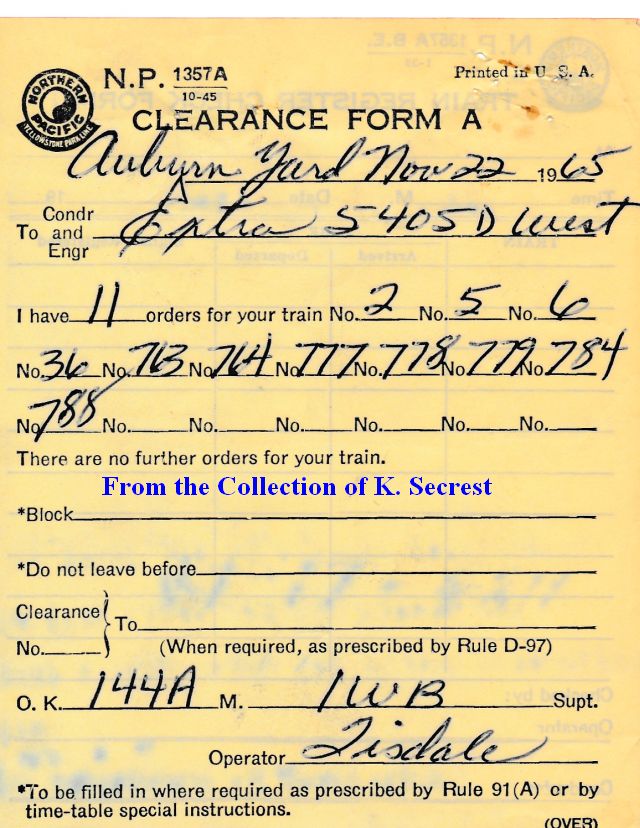 NORTHERN PACIFIC
YELLOWSTONE PARK LINE
N.P. 1357A
10-45
Printed in U. S. A.
CLEARANCE FORM A
Auburn Yard Nov 22 1965
Condr
To and Extra 5405D West
Engr
I have 11 orders for your train No. 2 No. 5 No. 6
No. 36 No. 763 No. 764 No. 777 No. 778 No. 779 No. 784
No. 788 No. No. No. No. No. No.
There are no further orders for your train.
From the Collection of K. Secrest
*Block
*Do not leave before
Clearance
To
No. (When required, as prescribed by Rule D-97)
O. K. 144A M. IWB Supt.
Operator Tisdale
*To be filled in where required as prescribed by Rule 91(A) or by
time-table special instructions.
(OVER)